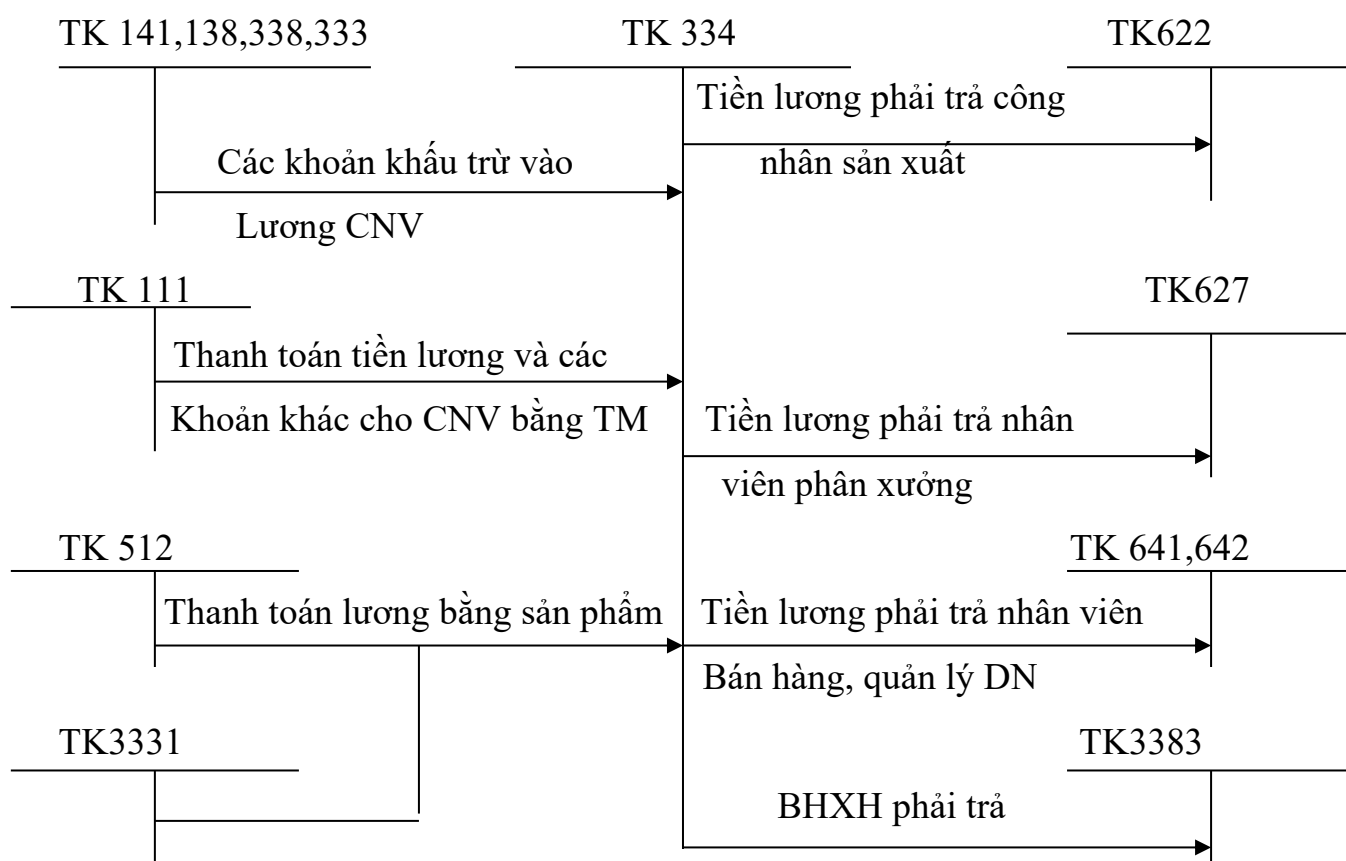 TK 141,138,338,333
TK 334
TK622
Tiền lương phải trả công
nhân sản xuất
Các khoản khấu trừ vào
Lương CNV
TK 111
TK627
Thanh toán tiền lương và các
Khoản khác cho CNV bằng TM
Tiền lương phải trả nhân
viên phân xưởng
TK 512
TK 641,642
Thanh toán lương bằng sản phẩm
Tiền lương phải trả nhân viên
Bán hàng, quản lý DN
TK3331
TK3383
BHXH phải trả